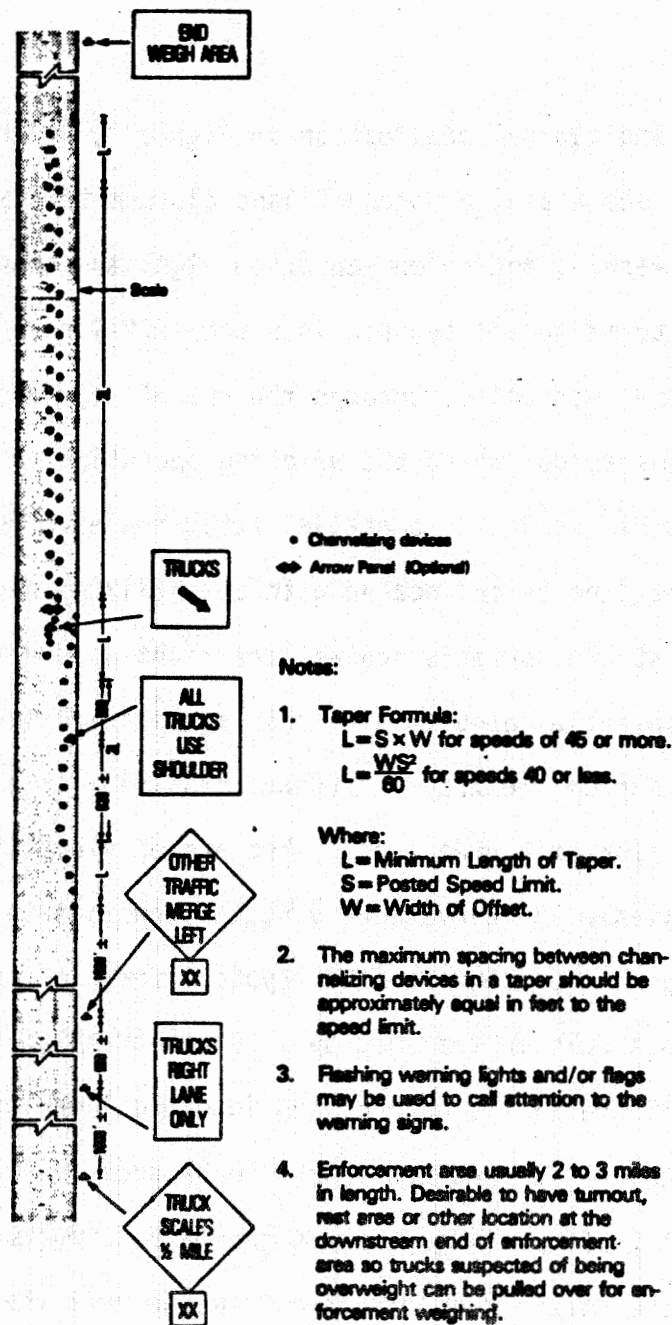 END
WEIGH AREA
L
Scale
2L
• Channelizing devices
Arrow Panel (Optional)
TRUCKS
L
Notes:
1. Taper Formula:
L = S × W for speeds of 45 or more.
L = WS²/60 for speeds 40 or less.
ALL
TRUCKS
USE
SHOULDER
2L
Where:
L = Minimum Length of Taper.
S = Posted Speed Limit.
W = Width of Offset.
OTHER
TRAFFIC
MERGE
LEFT
XX
L
2. The maximum spacing between chan-
nelizing devices in a taper should be
approximately equal in feet to the
speed limit.
TRUCKS
RIGHT
LANE
ONLY
3. Flashing warning lights and/or flags
may be used to call attention to the
warning signs.
TRUCK
SCALES
½ MILE
XX
4. Enforcement area usually 2 to 3 miles
in length. Desirable to have turnout,
rest area or other location at the
downstream end of enforcement
area so trucks suspected of being
overweight can be pulled over for en-
forcement weighing.